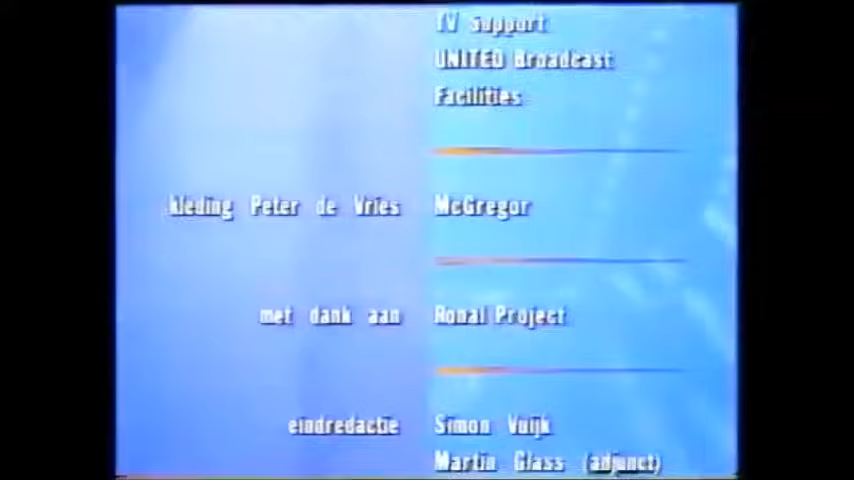 TV Support
UNITED Broadcast
Facilities
kleding Peter de Vries McGregor
met dank aan Ronal Project
eindredactie Simon Vuijk
Martin Glass (adjunct)